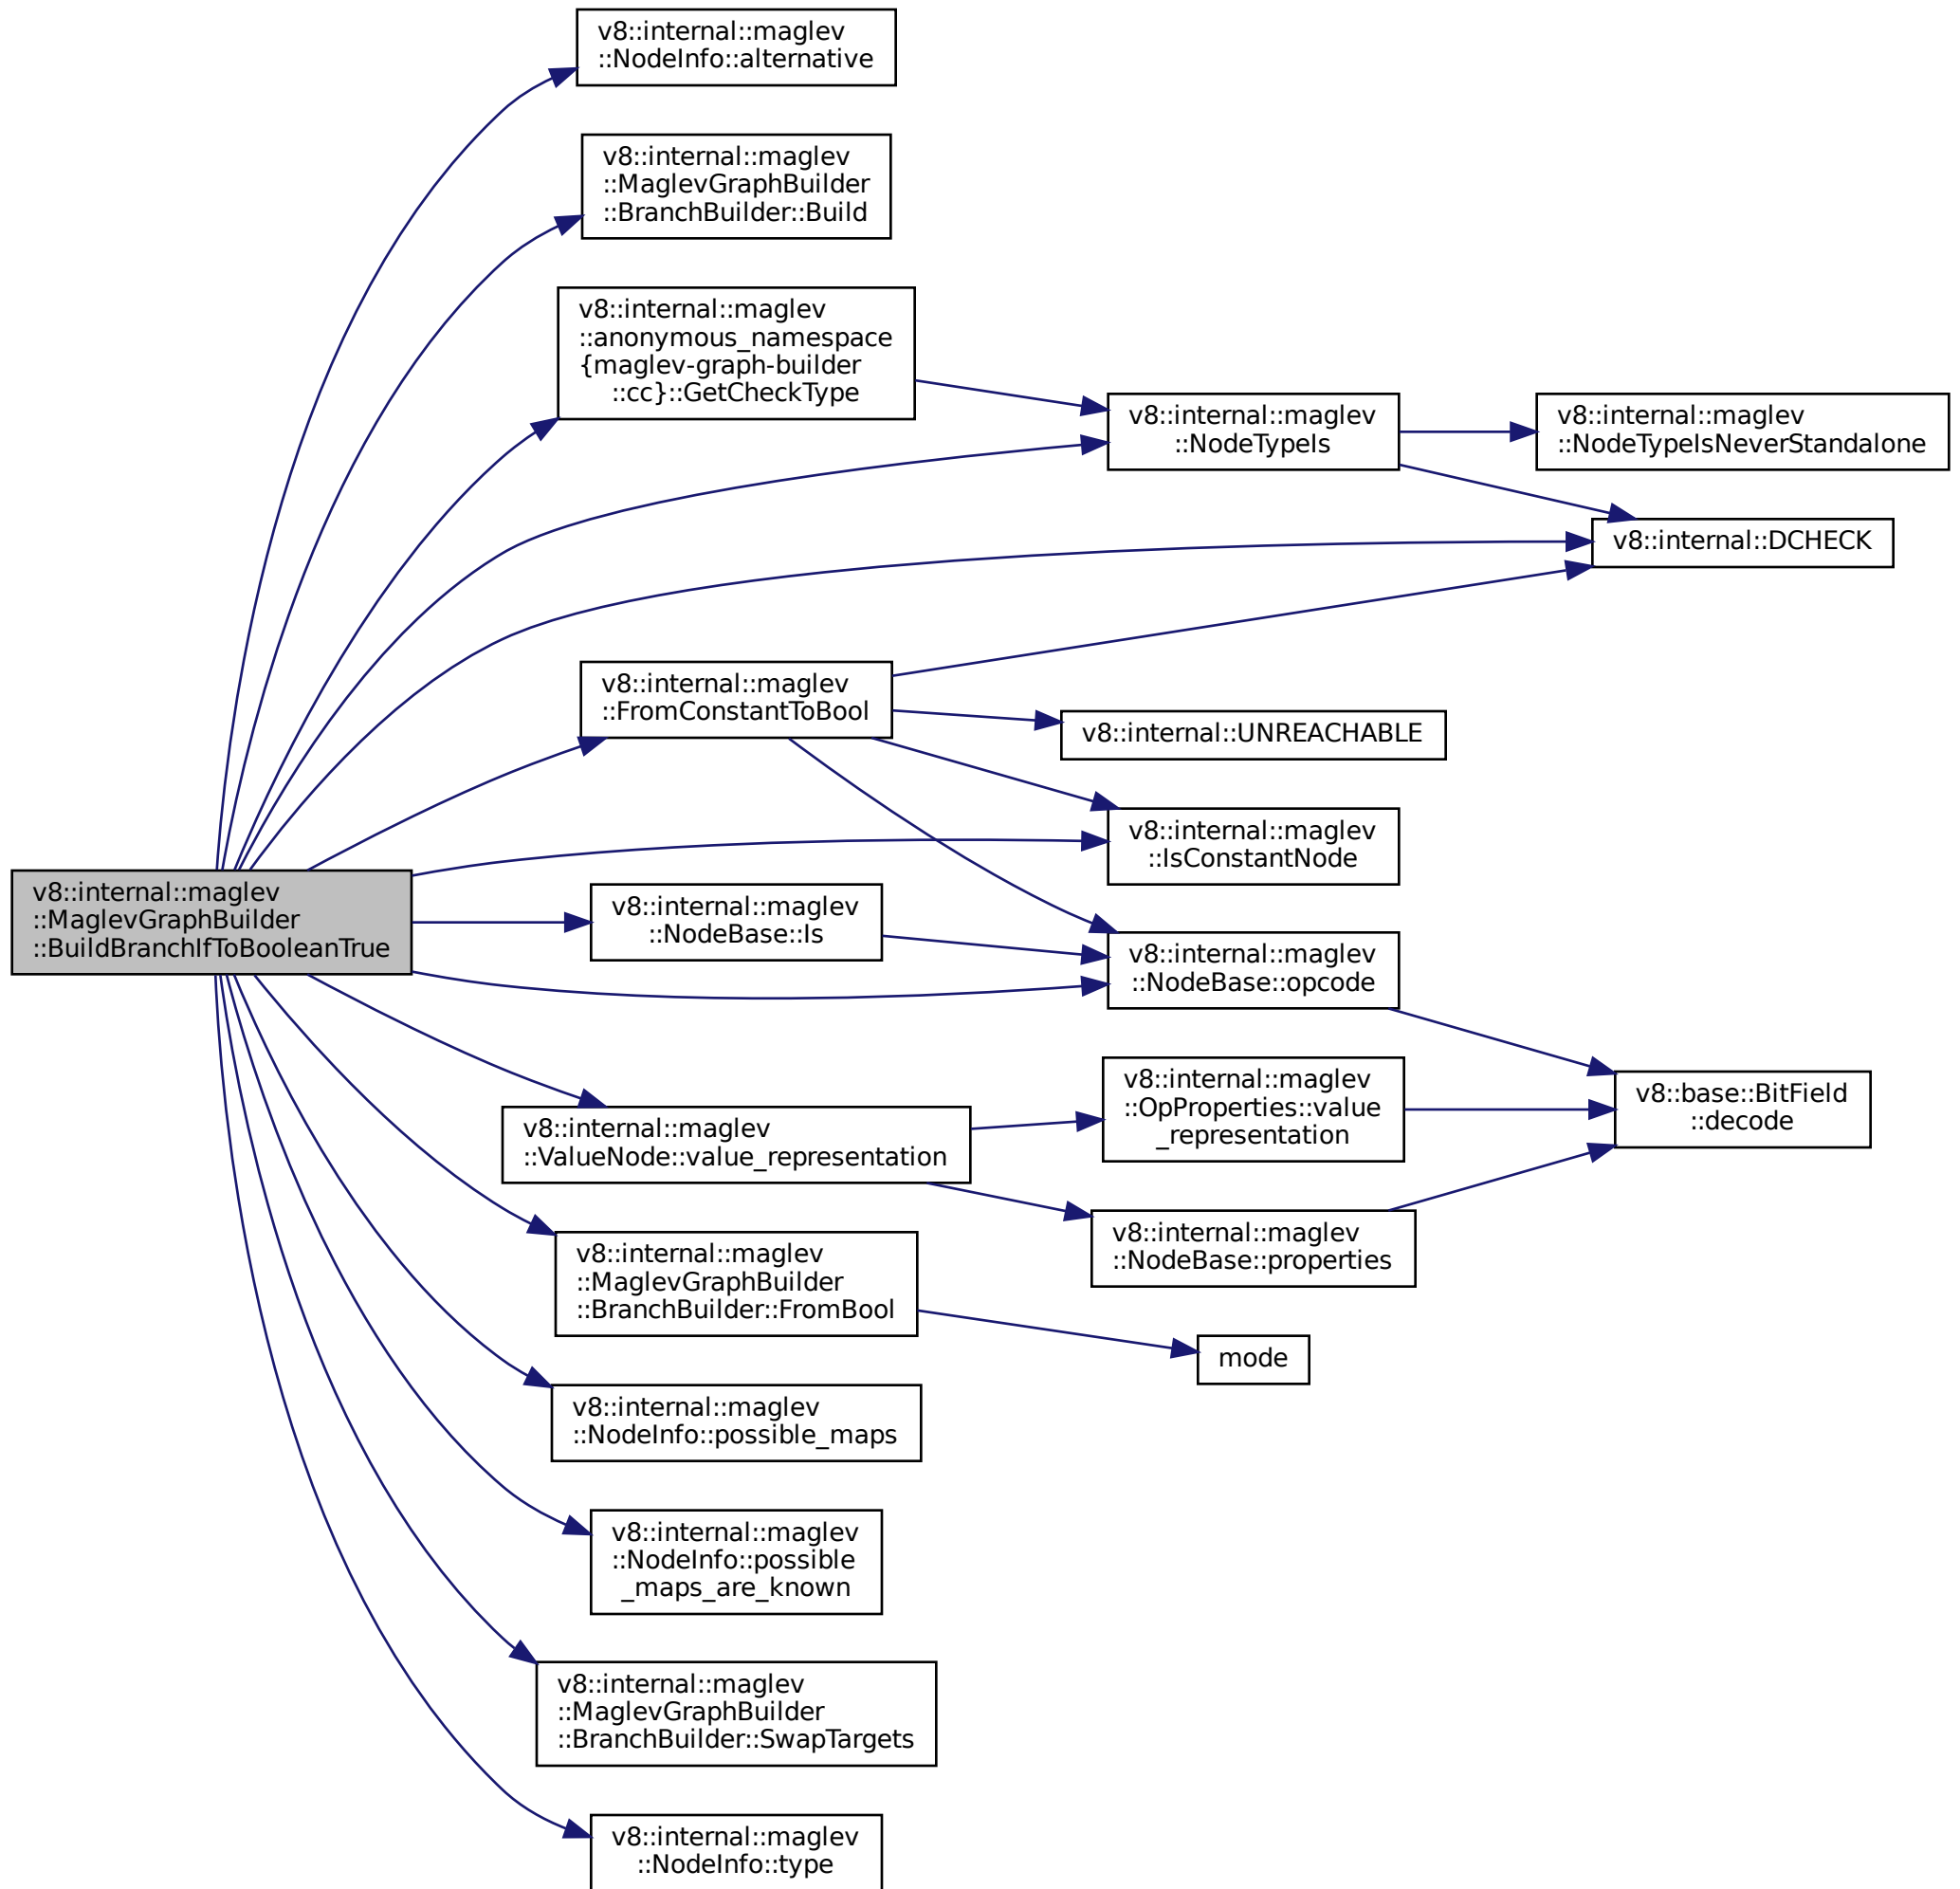 v8::internal::maglev
::NodeInfo::alternative
v8::internal::maglev
::MaglevGraphBuilder
::BranchBuilder::Build
v8::internal::maglev
::anonymous_namespace
{maglev-graph-builder
::cc}::GetCheckType
v8::internal::maglev
::NodeTypeIs
v8::internal::maglev
::NodeTypeIsNeverStandalone
v8::internal::DCHECK
v8::internal::maglev
::FromConstantToBool
v8::internal::UNREACHABLE
v8::internal::maglev
::IsConstantNode
v8::internal::maglev
::MaglevGraphBuilder
::BuildBranchIfToBooleanTrue
v8::internal::maglev
::NodeBase::Is
v8::internal::maglev
::NodeBase::opcode
v8::internal::maglev
::OpProperties::value
_representation
v8::base::BitField
::decode
v8::internal::maglev
::ValueNode::value_representation
v8::internal::maglev
::NodeBase::properties
v8::internal::maglev
::MaglevGraphBuilder
::BranchBuilder::FromBool
mode
v8::internal::maglev
::NodeInfo::possible_maps
v8::internal::maglev
::NodeInfo::possible
_maps_are_known
v8::internal::maglev
::MaglevGraphBuilder
::BranchBuilder::SwapTargets
v8::internal::maglev
::NodeInfo::type